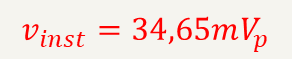 v_inst = 34,65mV_p